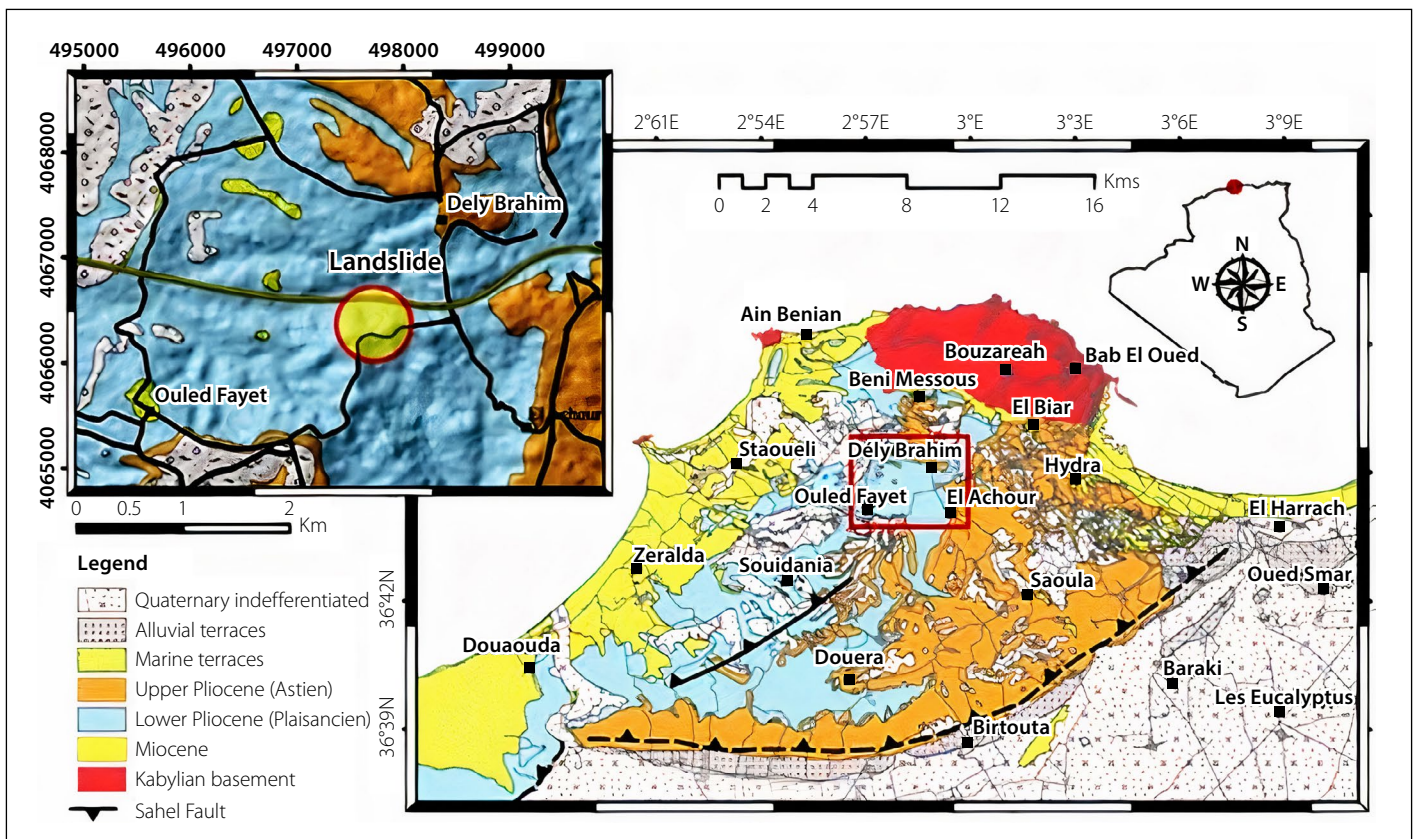 495000 496000 497000 498000 499000
4068000
4067000
4066000
4065000
Dely Brahim
Landslide
Ouled Fayet
0 0.5 1 2
Km
2°61E 2°54E 2°57E 3°E 3°3E 3°6E 3°9E
Kms
0 2 4 8 12 16
N
W E
S
Ain Benian
Bouzareah
Bab El Oued
Beni Messous
El Biar
Staoueli
Dély Brahim
Hydra
Ouled Fayet
El Achour
El Harrach
Zeralda
Souidania
Saoula
Oued Smar
Douaouda
Douera
Baraki
Les Eucalyptus
Birtouta
36°42N
36°39N
Legend
Quaternary indefferentiated
Alluvial terraces
Marine terraces
Upper Pliocene (Astien)
Lower Pliocene (Plaisancien)
Miocene
Kabylian basement
Sahel Fault